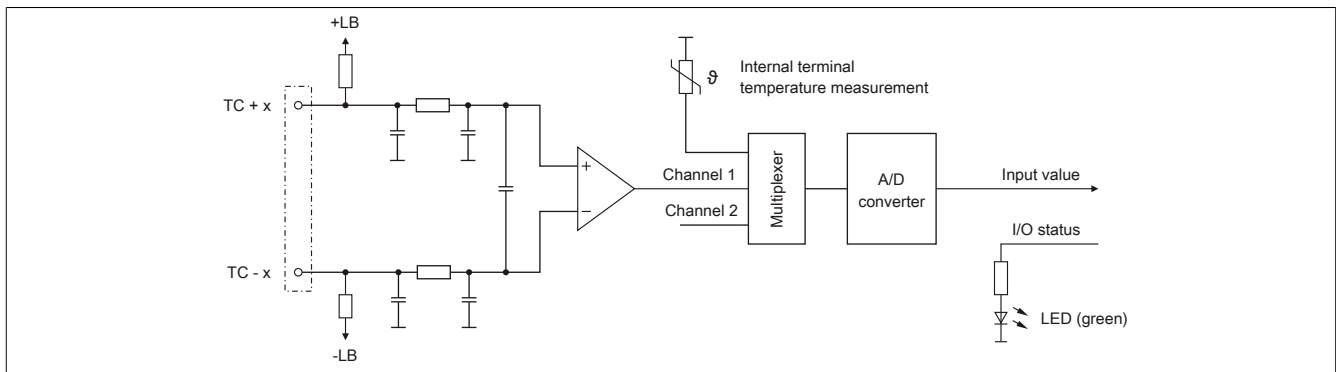 +LB
TC + x
TC - x
-LB
+
−
ϑ
Internal terminal
temperature measurement
Channel 1
Channel 2
Multiplexer
A/D
converter
Input value
I/O status
LED (green)